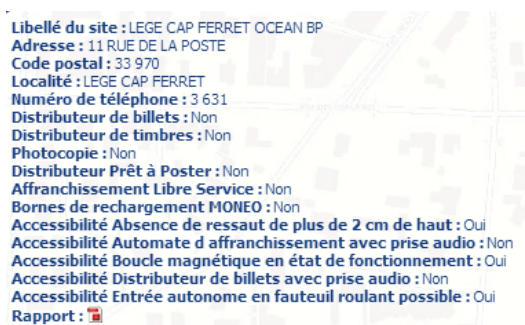 Libellé du site : LEGE CAP FERRET OCEAN BP
Adresse : 11 RUE DE LA POSTE
Code postal : 33 970
Localité : LEGE CAP FERRET
Numéro de téléphone : 3 631
Distributeur de billets : Non
Distributeur de timbres : Non
Photocopie : Non
Distributeur Prêt à Poster : Non
Affranchissement Libre Service : Non
Bornes de rechargement MONEO : Non
Accessibilité Absence de ressaut de plus de 2 cm de haut : Oui
Accessibilité Automate d affranchissement avec prise audio : Non
Accessibilité Boucle magnétique en état de fonctionnement : Oui
Accessibilité Distributeur de billets avec prise audio : Non
Accessibilité Entrée autonome en fauteuil roulant possible : Oui
Rapport :